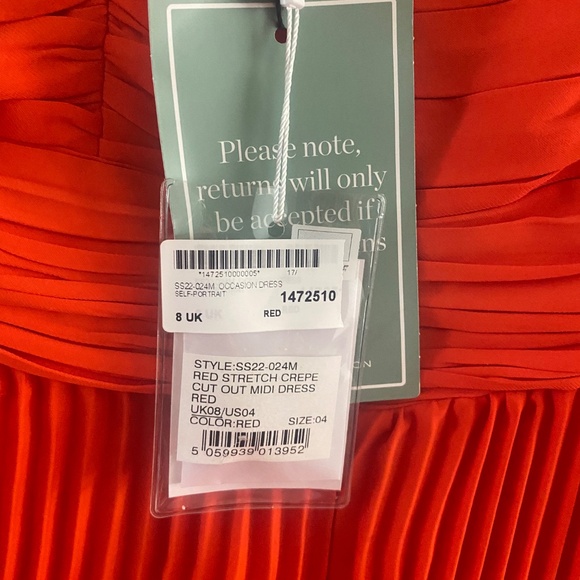 Please note,
returns will only
be accepted if
*1472510000005* 17/
SS22-024M OCCASION DRESS
SELF-PORTRAIT
1472510
8 UK RED
STYLE:SS22-024M
RED STRETCH CREPE
CUT OUT MIDI DRESS
RED
UK08/US04
COLOR:RED SIZE:04
5 059939 013952